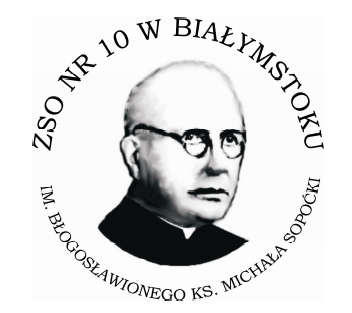 ZSO NR 10 W BIAŁYMSTOKU
IM. BŁOGOSŁAWIONEGO KS. MICHAŁA SOPOĆKI